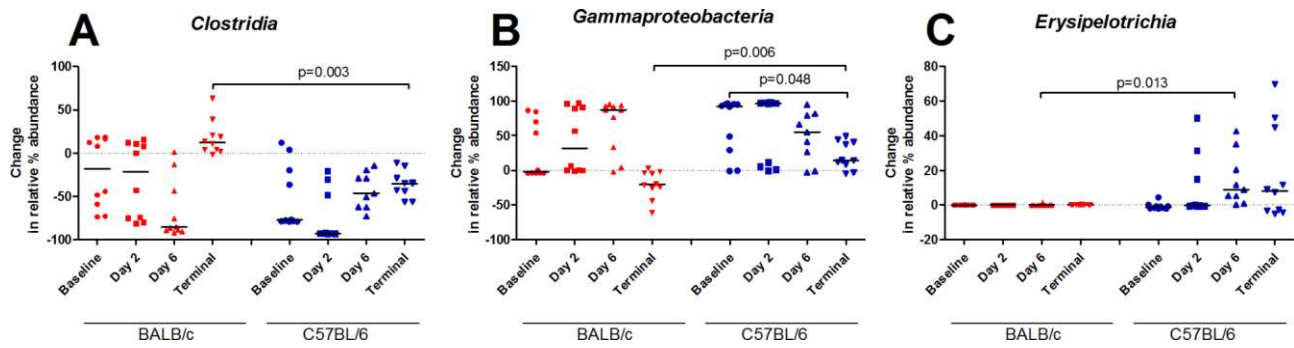 A
Clostridia
p=0.003
Change
in relative % abundance
100
50
0
-50
-100
Baseline
Day 2
Day 6
Terminal
Baseline
Day 2
Day 6
Terminal
BALB/c
C57BL/6
B
Gammaproteobacteria
p=0.006
p=0.048
Change
in relative % abundance
150
100
50
0
-50
-100
Baseline
Day 2
Day 6
Terminal
Baseline
Day 2
Day 6
Terminal
BALB/c
C57BL/6
C
Erysipelotrichia
p=0.013
Change
in relative % abundance
80
60
40
20
0
-20
Baseline
Day 2
Day 6
Terminal
Baseline
Day 2
Day 6
Terminal
BALB/c
C57BL/6